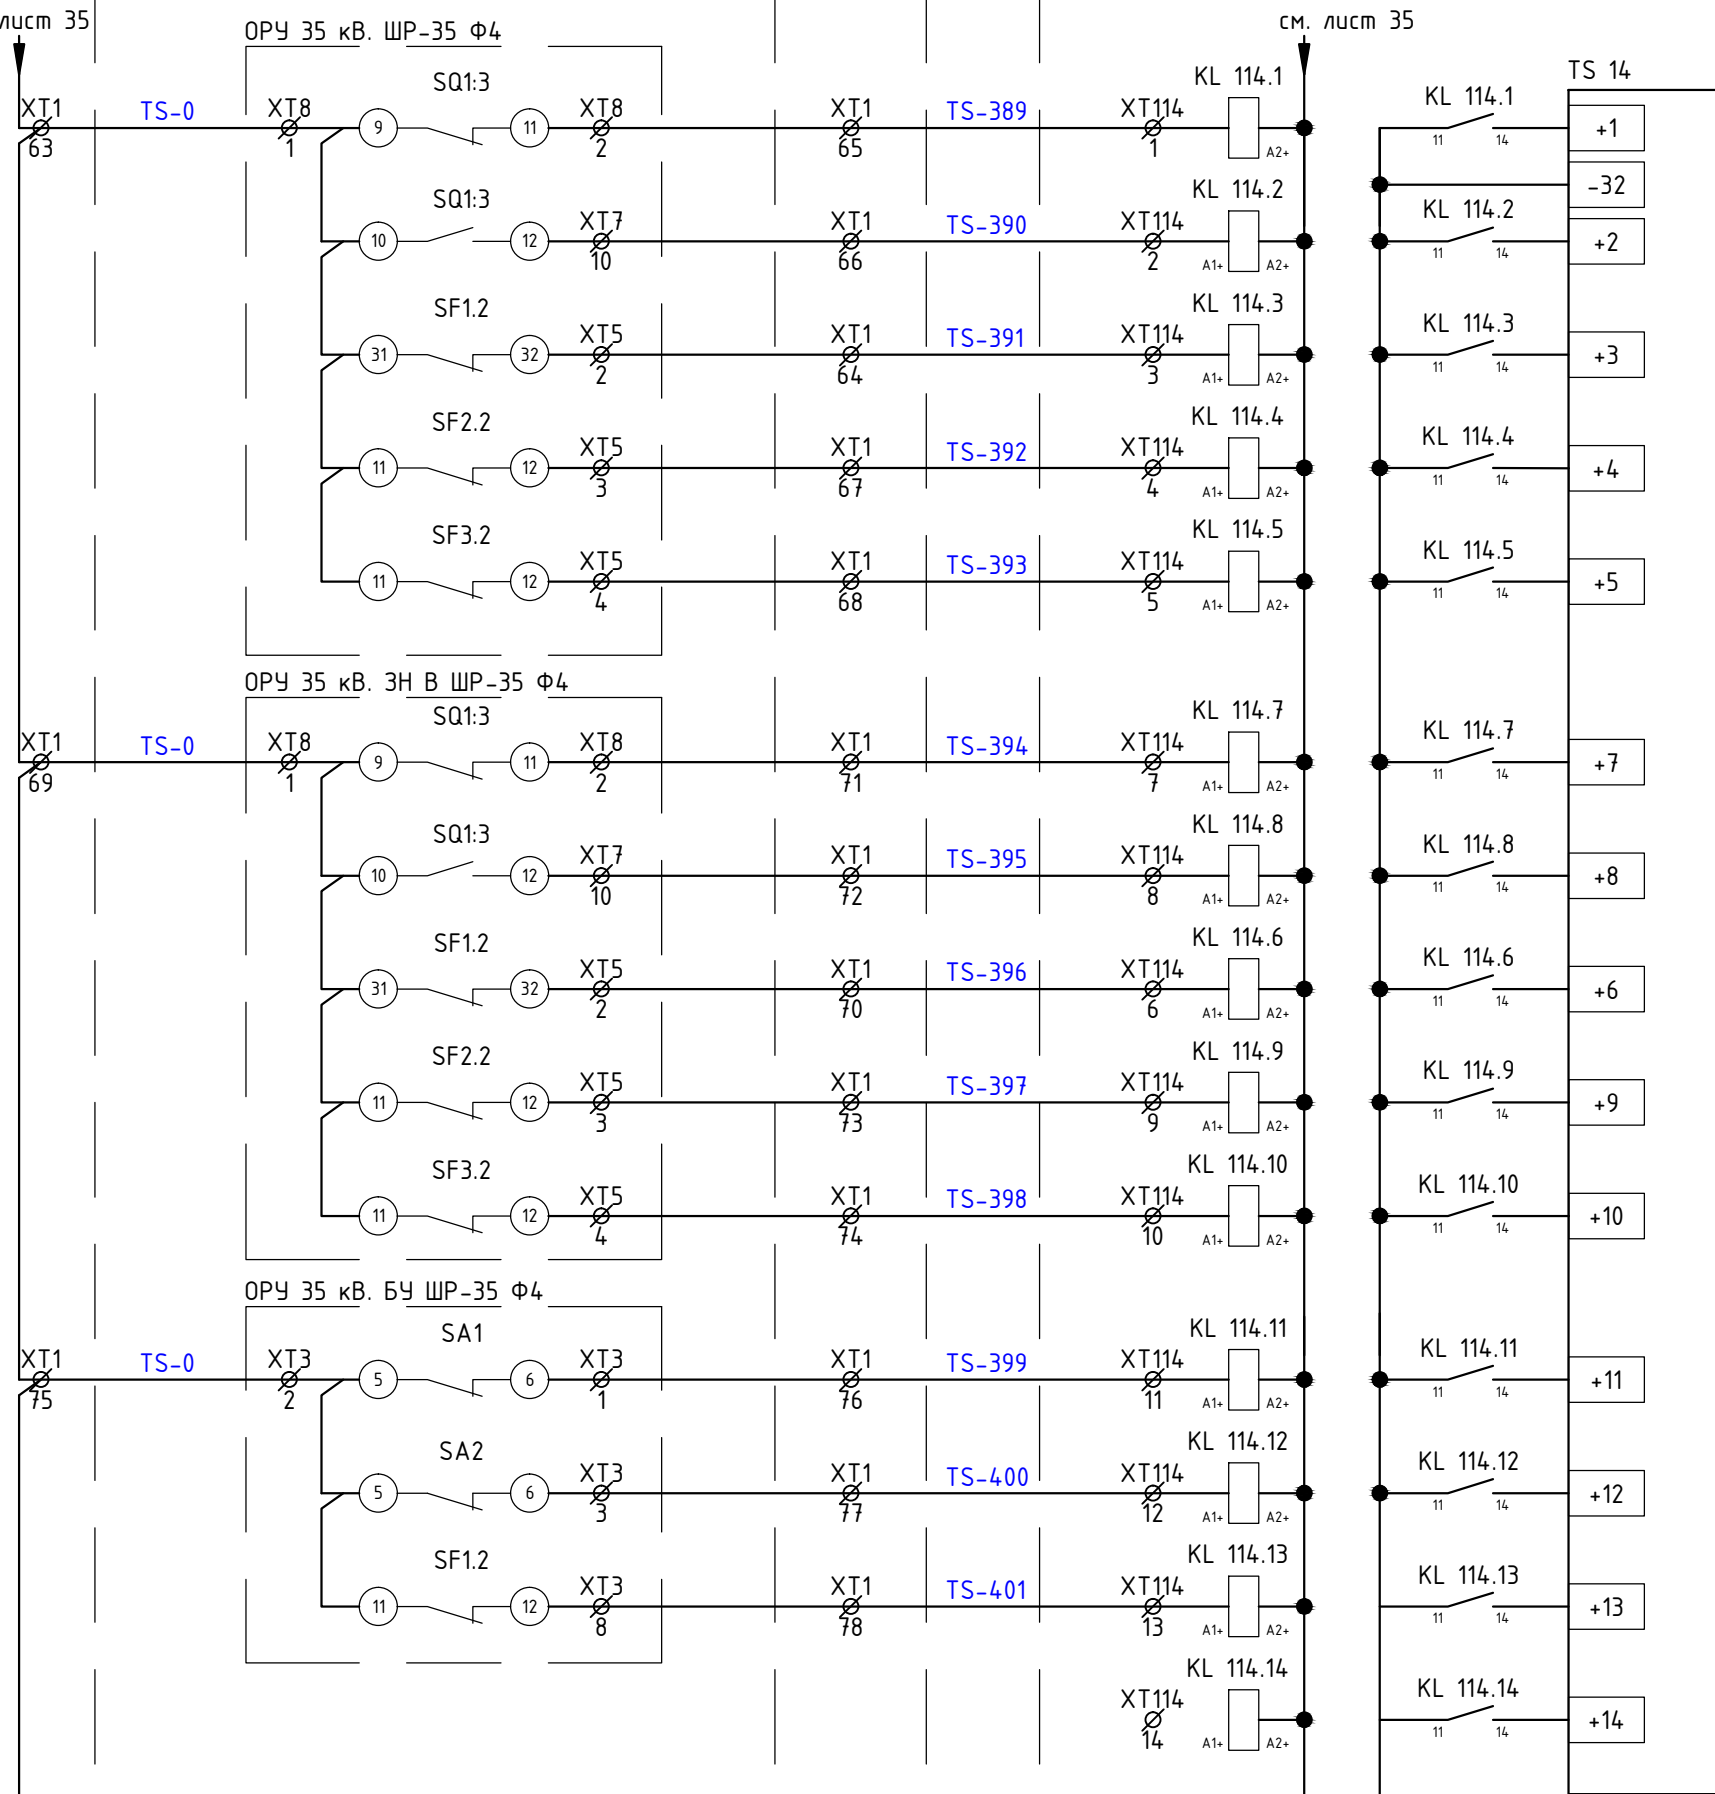 лист 35
см. лист 35
ОРУ 35 кВ. ШР-35 Ф4
TS 14
SQ1:3
KL 114.1
KL 114.1
XT1 TS-0 XT8 XT8 XT1 TS-389 XT114
9 11 +1
63 1 2 65 1 A2+ 11 14
-32
SQ1:3 KL 114.2
KL 114.2
XT7 XT1 TS-390 XT114
10 12 +2
10 66 2 A1+ A2+ 11 14
SF1.2 KL 114.3
KL 114.3
XT5 XT1 TS-391 XT114
31 32 +3
2 64 3 A1+ A2+ 11 14
SF2.2 KL 114.4
KL 114.4
XT5 XT1 TS-392 XT114
11 12 +4
3 67 4 A1+ A2+ 11 14
SF3.2 KL 114.5
KL 114.5
XT5 XT1 TS-393 XT114
11 12 +5
4 68 5 A1+ A2+ 11 14
ОРУ 35 кВ. ЗН В ШР-35 Ф4
SQ1:3 KL 114.7
KL 114.7
XT1 TS-0 XT8 XT8 XT1 TS-394 XT114
9 11 +7
69 1 2 71 7 A1+ A2+ 11 14
SQ1:3 KL 114.8
KL 114.8
XT7 XT1 TS-395 XT114
10 12 +8
10 72 8 A1+ A2+ 11 14
SF1.2 KL 114.6
KL 114.6
XT5 XT1 TS-396 XT114
31 32 +6
2 70 6 A1+ A2+ 11 14
SF2.2 KL 114.9
KL 114.9
XT5 XT1 TS-397 XT114
11 12 +9
3 73 9 A1+ A2+ 11 14
SF3.2 KL 114.10
KL 114.10
XT5 XT1 TS-398 XT114
11 12 +10
4 74 10 A1+ A2+ 11 14
ОРУ 35 кВ. БУ ШР-35 Ф4
SA1 KL 114.11
KL 114.11
XT1 TS-0 XT3 XT3 XT1 TS-399 XT114
5 6 +11
75 2 1 76 11 A1+ A2+ 11 14
SA2 KL 114.12
KL 114.12
XT3 XT1 TS-400 XT114
5 6 +12
3 77 12 A1+ A2+ 11 14
SF1.2 KL 114.13
KL 114.13
XT3 XT1 TS-401 XT114
11 12 +13
8 78 13 A1+ A2+ 11 14
KL 114.14
KL 114.14
XT114
+14
14 A1+ A2+ 11 14